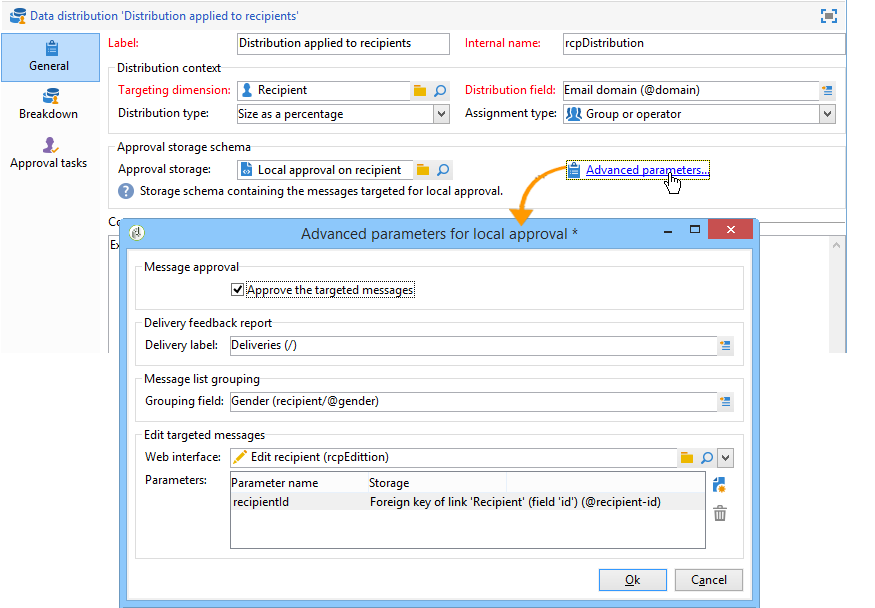 Data distribution 'Distribution applied to recipients'
General
Breakdown
Approval tasks
Label: Distribution applied to recipients Internal name: rcpDistribution
Distribution context
Targeting dimension: Recipient Distribution field: Email domain (@domain)
Distribution type: Size as a percentage Assignment type: Group or operator
Approval storage schema
Approval storage: Local approval on recipient Advanced parameters...
Storage schema containing the messages targeted for local approval.
Advanced parameters for local approval *
Message approval
Approve the targeted messages
Delivery feedback report
Delivery label: Deliveries (/)
Message list grouping
Grouping field: Gender (recipient/@gender)
Edit targeted messages
Web interface: Edit recipient (rcpEdittion)
Parameters: Parameter name Storage
recipientId Foreign key of link 'Recipient' (field 'id') (@recipient-id)
Ok Cancel